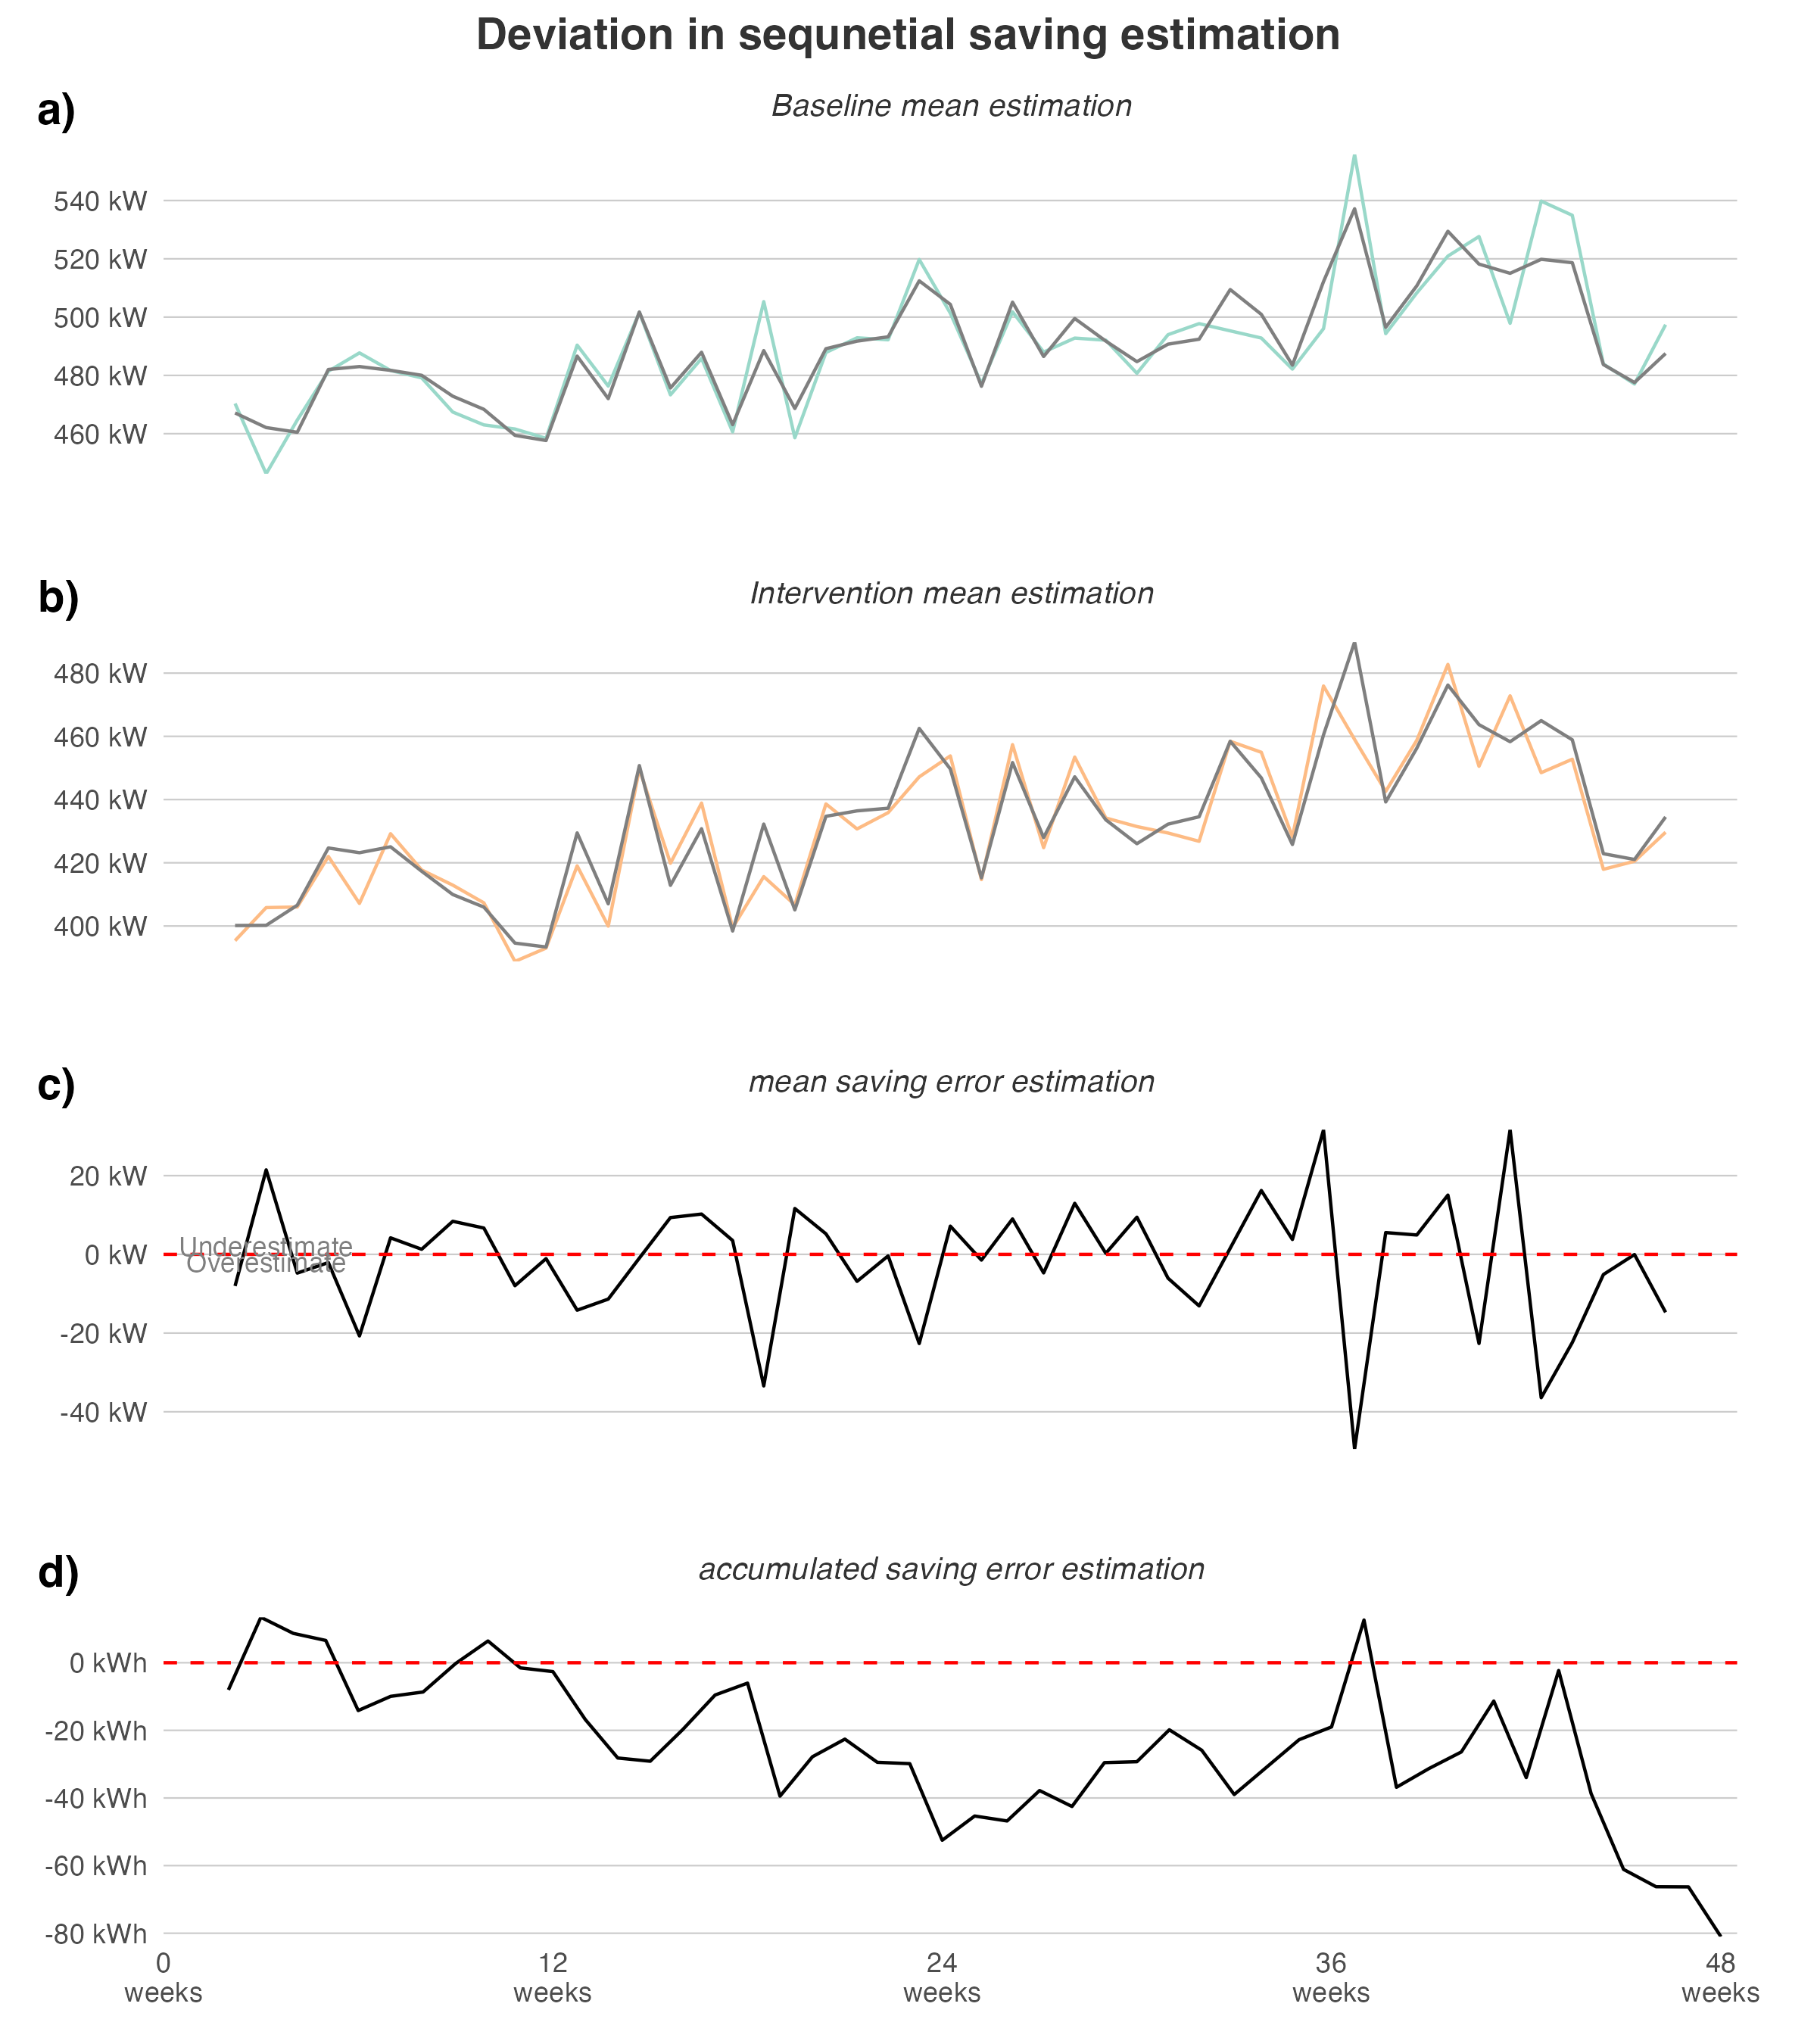 Deviation in sequnetial saving estimation
a)
Baseline mean estimation
540 kW
520 kW
500 kW
480 kW
460 kW
b)
Intervention mean estimation
480 kW
460 kW
440 kW
420 kW
400 kW
c)
mean saving error estimation
20 kW
Underestimate
0 kW
Overestimate
-20 kW
-40 kW
d)
accumulated saving error estimation
0 kWh
-20 kWh
-40 kWh
-60 kWh
-80 kWh
0 12 24 36 48
weeks weeks weeks weeks weeks